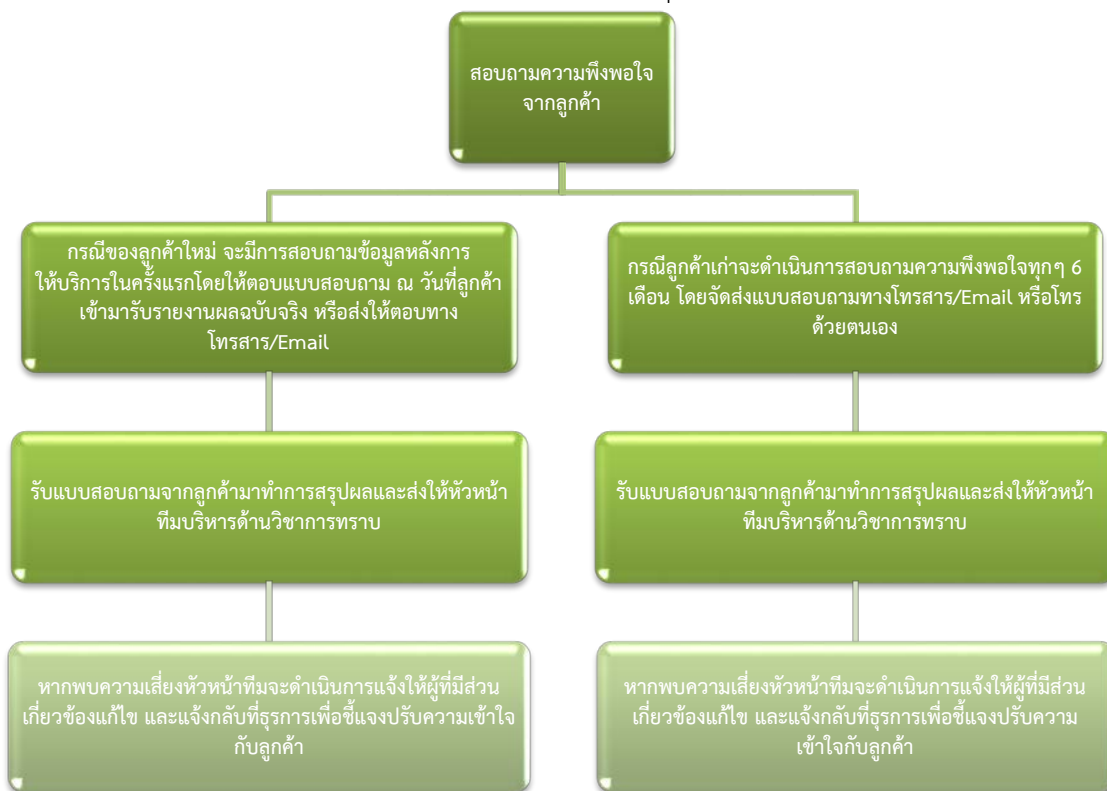 สอบถามความพึงพอใจ
จากลูกค้า
กรณีของลูกค้าใหม่ จะมีการสอบถามข้อมูลหลังการ
ให้บริการในครั้งแรกโดยให้ตอบแบบสอบถาม ณ วันที่ลูกค้า
เข้ามารับรายงานผลฉบับจริง หรือส่งให้ตอบทาง
โทรสาร/Email
กรณีลูกค้าเก่าจะดำเนินการสอบถามความพึงพอใจทุกๆ 6
เดือน โดยจัดส่งแบบสอบถามทางโทรสาร/Email หรือโทร
ด้วยตนเอง
รับแบบสอบถามจากลูกค้ามาทำการสรุปผลและส่งให้หัวหน้า
ทีมบริหารด้านวิชาการทราบ
รับแบบสอบถามจากลูกค้ามาทำการสรุปผลและส่งให้หัวหน้า
ทีมบริหารด้านวิชาการทราบ
หากพบความเสี่ยงหัวหน้าทีมจะดำเนินการแจ้งให้ผู้ที่มีส่วน
เกี่ยวข้องแก้ไข และแจ้งกลับที่ธุรการเพื่อชี้แจงปรับความเข้าใจ
กับลูกค้า
หากพบความเสี่ยงหัวหน้าทีมจะดำเนินการแจ้งให้ผู้ที่มีส่วน
เกี่ยวข้องแก้ไข และแจ้งกลับที่ธุรการเพื่อชี้แจงปรับความ
เข้าใจกับลูกค้า